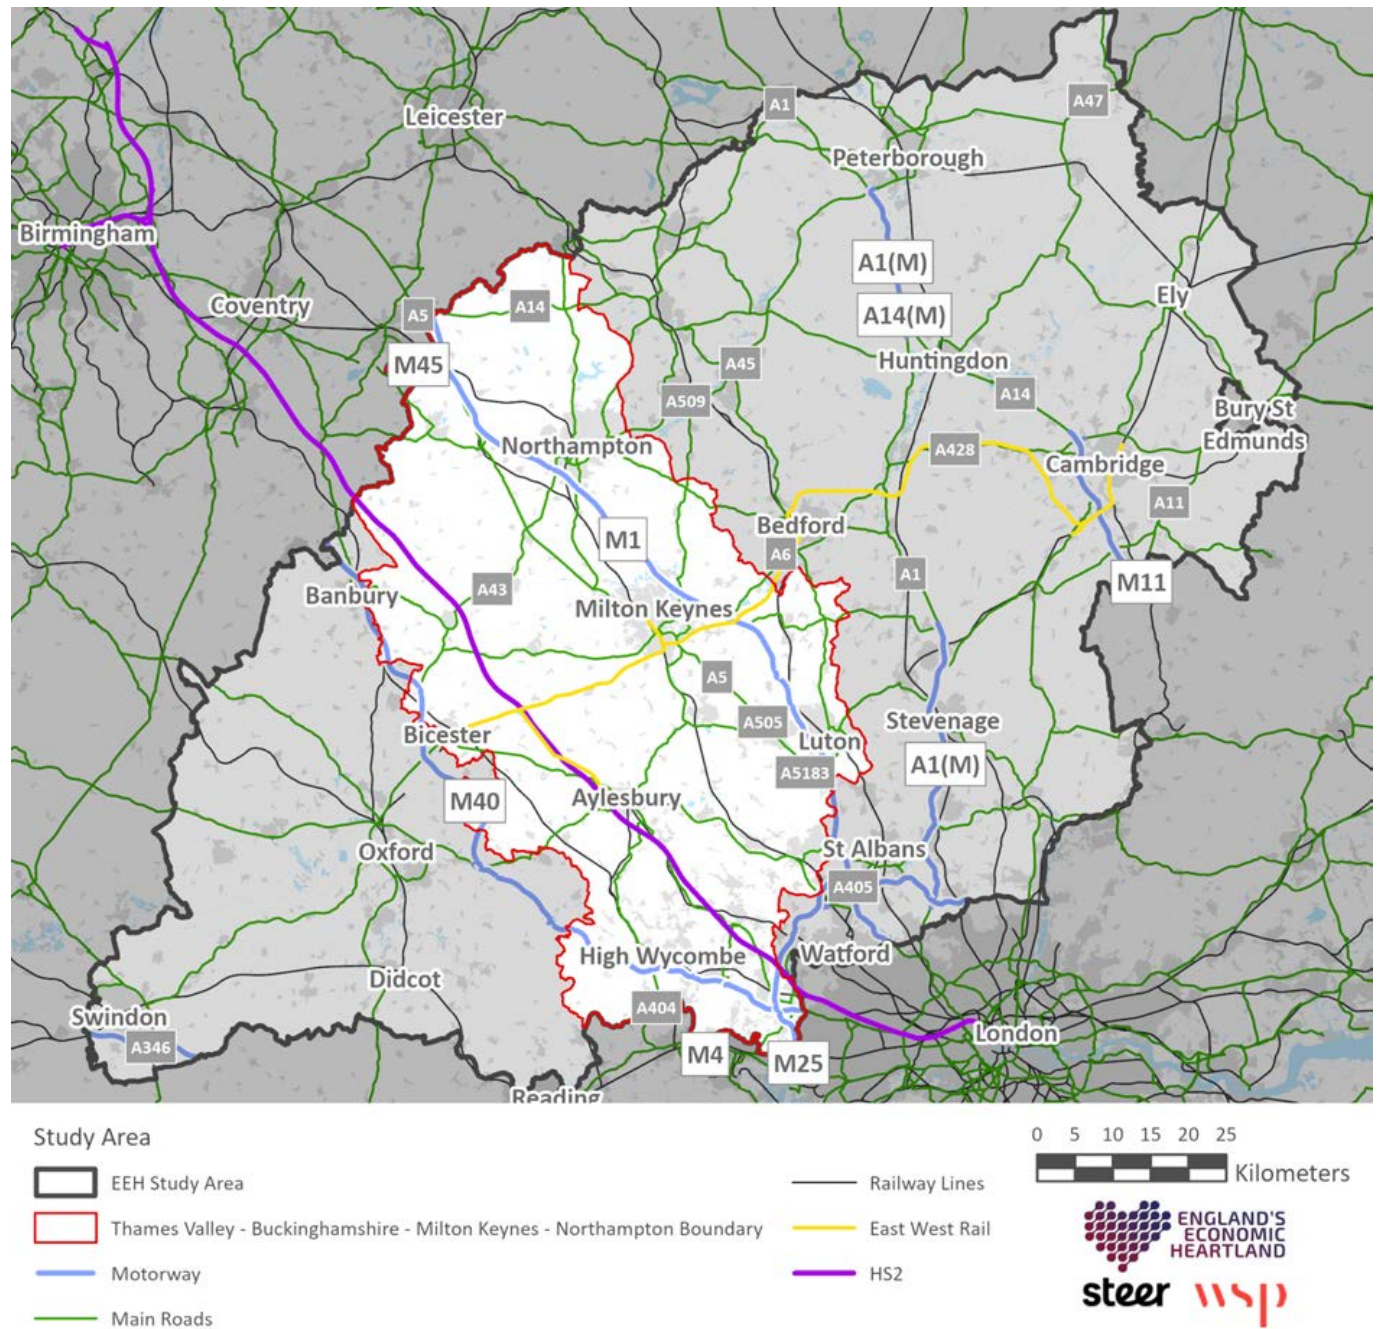 Leicester
A1
A47
Peterborough
Birmingham
A1(M)
Coventry
A5
A14
A14(M)
Ely
M45
A45
Huntingdon
A509
A14
Bury St
Edmunds
Northampton
A428
Cambridge
A11
Bedford
M1
A6
A1
M11
A43
Banbury
Milton Keynes
A5
A505
Stevenage
Bicester
Luton
A1(M)
A5183
M40
Aylesbury
Oxford
St Albans
A405
High Wycombe
Watford
Didcot
A404
Swindon
A346
London
M4
M25
Reading
Study Area
EEH Study Area
Thames Valley - Buckinghamshire - Milton Keynes - Northampton Boundary
Motorway
Main Roads
Railway Lines
East West Rail
HS2
0 5 10 15 20 25
Kilometers
ENGLAND'S
ECONOMIC
HEARTLAND
steer
wsp